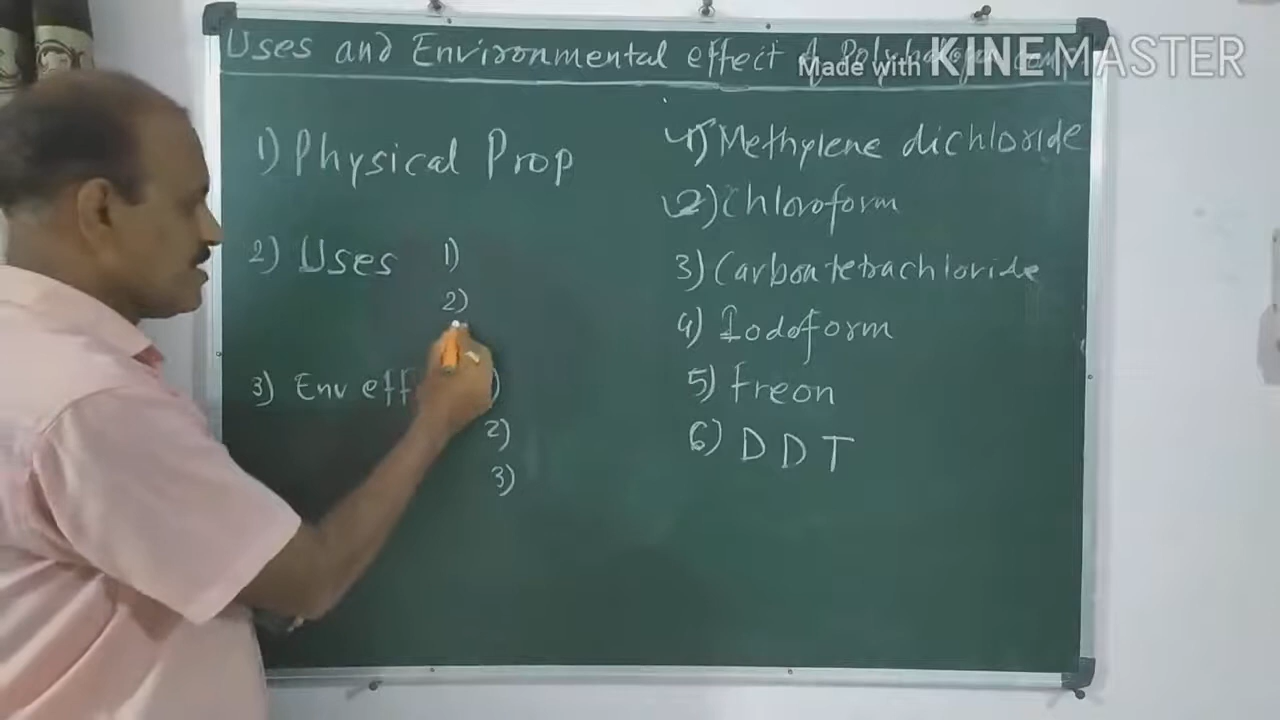 Uses and Environmental effect of
Made with KINEMASTER
1) Physical Prop
2) Uses 1)
2)
3) Env eff
2)
3)
1) Methylene dichloride
2) Chloroform
3) Carbontetrachloride
4) Iodoform
5) Freon
6) DDT